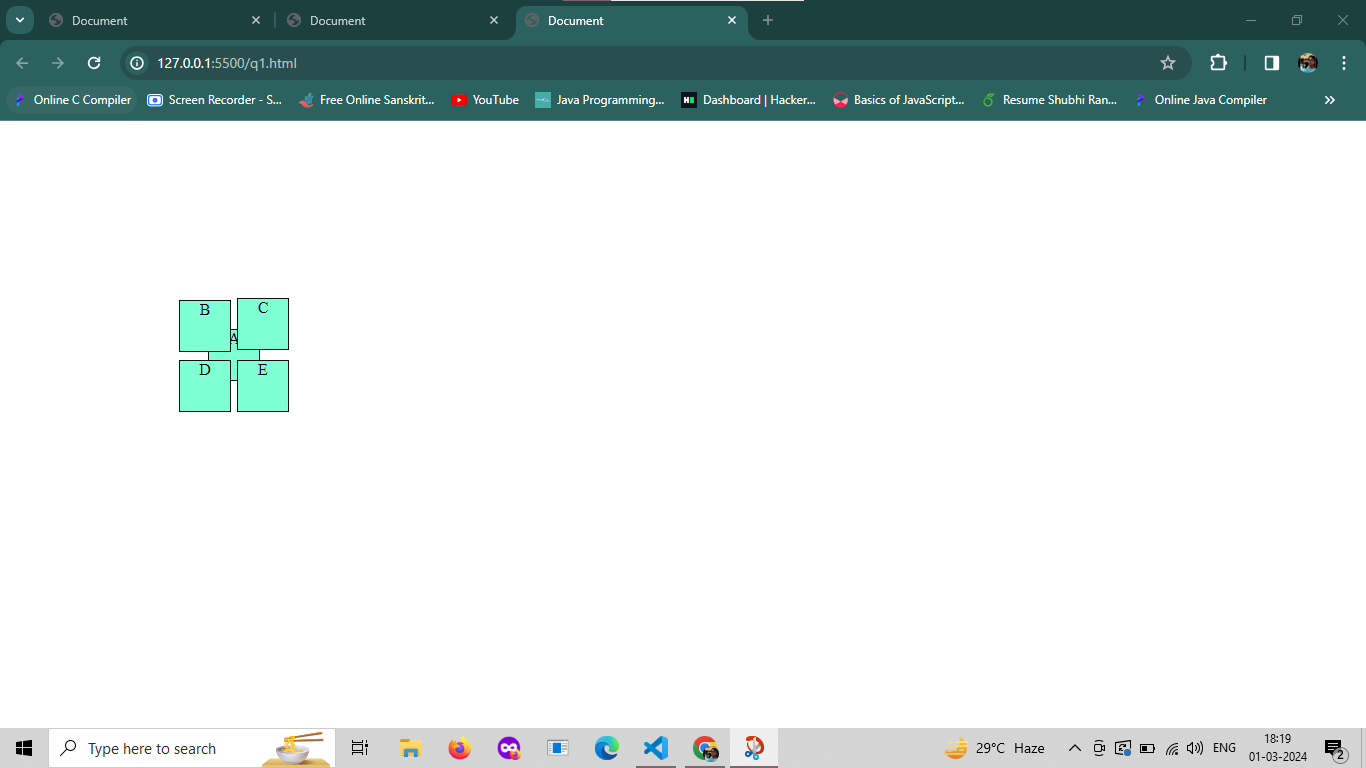 Document Document Document
127.0.0.1:5500/q1.html
Online C Compiler Screen Recorder - S... Free Online Sanskrit... YouTube Java Programming... Dashboard | Hacker... Basics of JavaScript... Resume Shubhi Ran... Online Java Compiler
B C
A
D E
Type here to search 29°C Haze ENG 18:19
01-03-2024 2